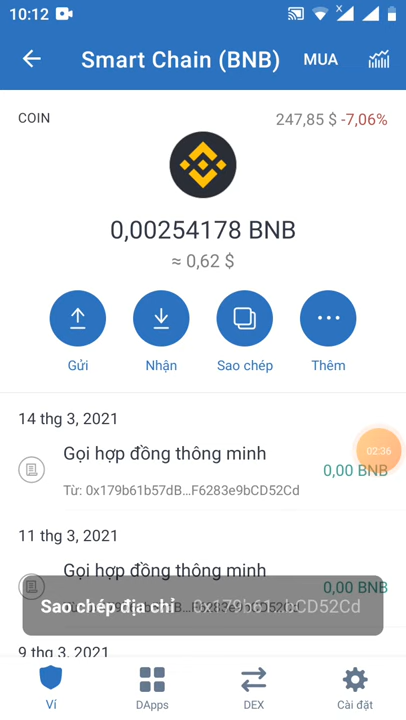 10:12
Smart Chain (BNB) MUA
COIN 247,85 $ -7,06%
0,00254178 BNB
≈ 0,62 $
Gửi Nhận Sao chép Thêm
14 thg 3, 2021
Gọi hợp đồng thông minh
02:36
0,00 BNB
Từ: 0x179b61b57dB...F6283e9bCD52Cd
11 thg 3, 2021
Gọi hợp đồng thông minh
0,00 BNB
Sao chép địa chỉ 0x179b61...bCD52Cd
9 thg 3, 2021
Ví DApps DEX Cài đặt